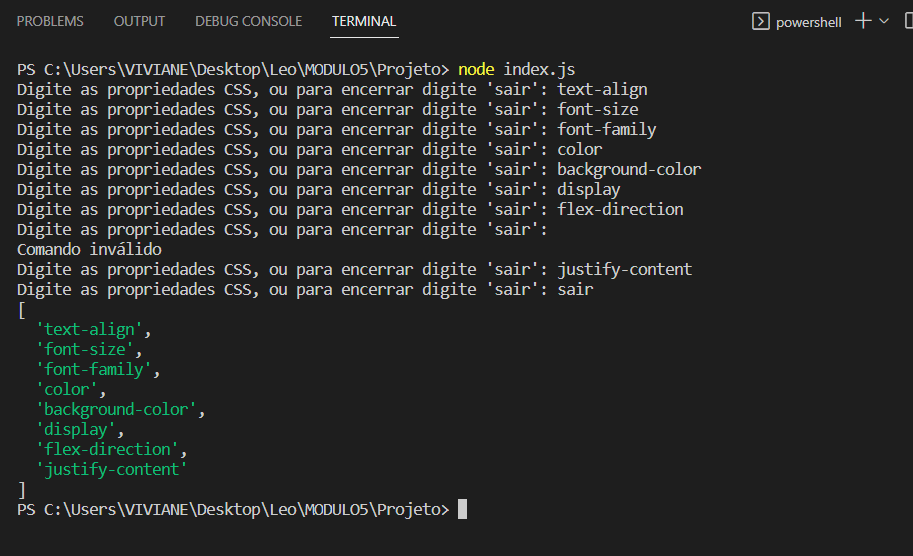 PROBLEMS OUTPUT DEBUG CONSOLE TERMINAL powershell
PS C:\Users\VIVIANE\Desktop\Leo\MODULO5\Projeto> node index.js
Digite as propriedades CSS, ou para encerrar digite 'sair': text-align
Digite as propriedades CSS, ou para encerrar digite 'sair': font-size
Digite as propriedades CSS, ou para encerrar digite 'sair': font-family
Digite as propriedades CSS, ou para encerrar digite 'sair': color
Digite as propriedades CSS, ou para encerrar digite 'sair': background-color
Digite as propriedades CSS, ou para encerrar digite 'sair': display
Digite as propriedades CSS, ou para encerrar digite 'sair': flex-direction
Digite as propriedades CSS, ou para encerrar digite 'sair':
Comando inválido
Digite as propriedades CSS, ou para encerrar digite 'sair': justify-content
Digite as propriedades CSS, ou para encerrar digite 'sair': sair
[
  'text-align',
  'font-size',
  'font-family',
  'color',
  'background-color',
  'display',
  'flex-direction',
  'justify-content'
]
PS C:\Users\VIVIANE\Desktop\Leo\MODULO5\Projeto>